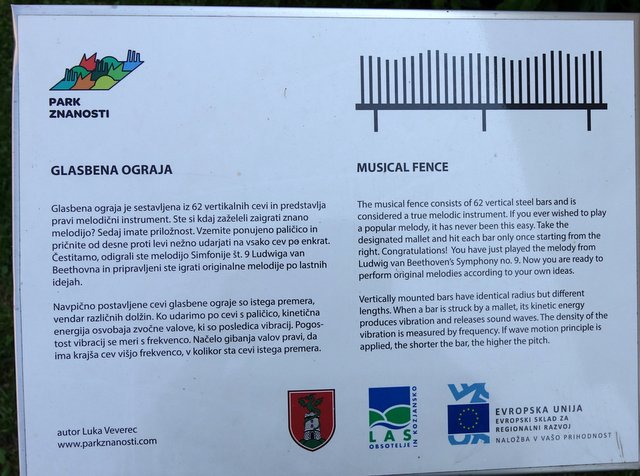 PARK
ZNANOSTI
GLASBENA OGRAJA
Glasbena ograja je sestavljena iz 62 vertikalnih cevi in predstavlja
pravi melodični instrument. Ste si kdaj zaželeli zaigrati znano
melodijo? Sedaj imate priložnost. Vzemite ponujeno paličico in
pričnite od desne proti levi nežno udarjati na vsako cev po enkrat.
Čestitamo, odigrali ste melodijo Simfonije št. 9 Ludwiga van
Beethovna in pripravljeni ste igrati originalne melodije po lastnih
idejah.
Navpično postavljene cevi glasbene ograje so istega premera,
vendar različnih dolžin. Ko udarimo po cevi s paličico, kinetična
energija osvobaja zvočne valove, ki so posledica vibracij. Pogos-
tost vibracij se meri s frekvenco. Načelo gibanja valov pravi, da
ima krajša cev višjo frekvenco, v kolikor sta cevi istega premera.
autor Luka Veverec
www.parkznanosti.com
MUSICAL FENCE
The musical fence consists of 62 vertical steel bars and is
considered a true melodic instrument. If you ever wished to play
a popular melody, it has never been this easy. Take the
designated mallet and hit each bar only once starting from the
right. Congratulations! You have just played the melody from
Ludwig van Beethoven's Symphony no. 9. Now you are ready to
perform original melodies according to your own ideas.
Vertically mounted bars have identical radius but different
lengths. When a bar is struck by a mallet, its kinetic energy
produces vibration and releases sound waves. The density of the
vibration is measured by frequency. If wave motion principle is
applied, the shorter the bar, the higher the pitch.
LAS
OBSOTELJE
IN KOZJANSKO
EVROPSKA UNIJA
EVROPSKI SKLAD ZA
REGIONALNI RAZVOJ
NALOŽBA V VAŠO PRIHODNOST